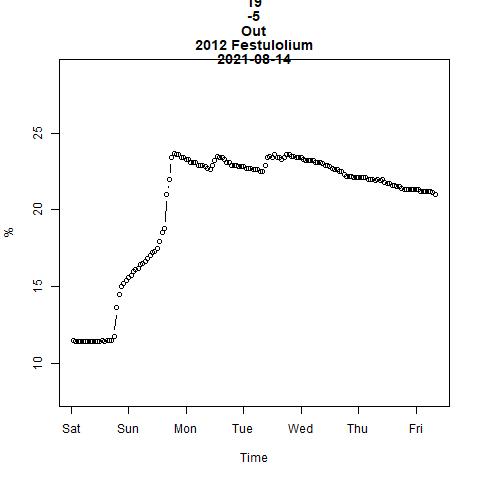 19
-5
Out
2012 Festulolium
2021-08-14
%
25
20
15
10
Sat
Sun
Mon
Tue
Wed
Thu
Fri
Time